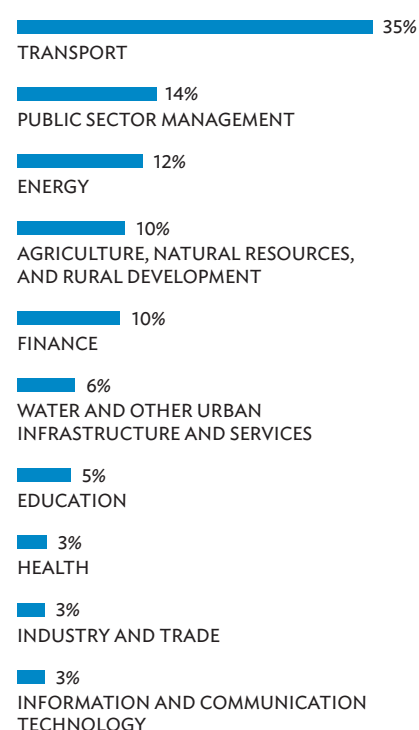 35%
TRANSPORT
14%
PUBLIC SECTOR MANAGEMENT
12%
ENERGY
10%
AGRICULTURE, NATURAL RESOURCES,
AND RURAL DEVELOPMENT
10%
FINANCE
6%
WATER AND OTHER URBAN
INFRASTRUCTURE AND SERVICES
5%
EDUCATION
3%
HEALTH
3%
INDUSTRY AND TRADE
3%
INFORMATION AND COMMUNICATION
TECHNOLOGY